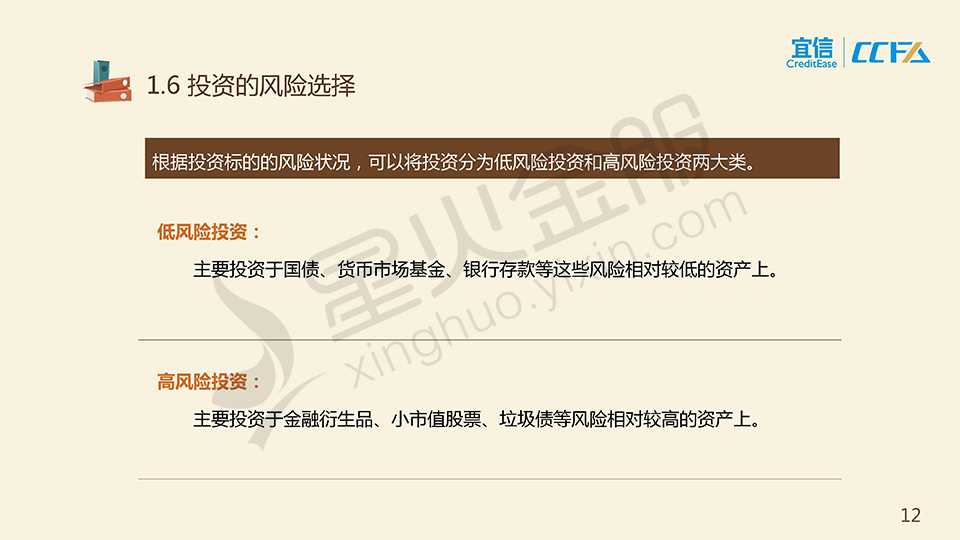 宜信
CreditEase
CCFA
1.6 投资的风险选择
根据投资标的的风险状况，可以将投资分为低风险投资和高风险投资两大类。
低风险投资：
主要投资于国债、货币市场基金、银行存款等这些风险相对较低的资产上。
高风险投资：
主要投资于金融衍生品、小市值股票、垃圾债等风险相对较高的资产上。
星火金服
xinghuo.yixin.com
12